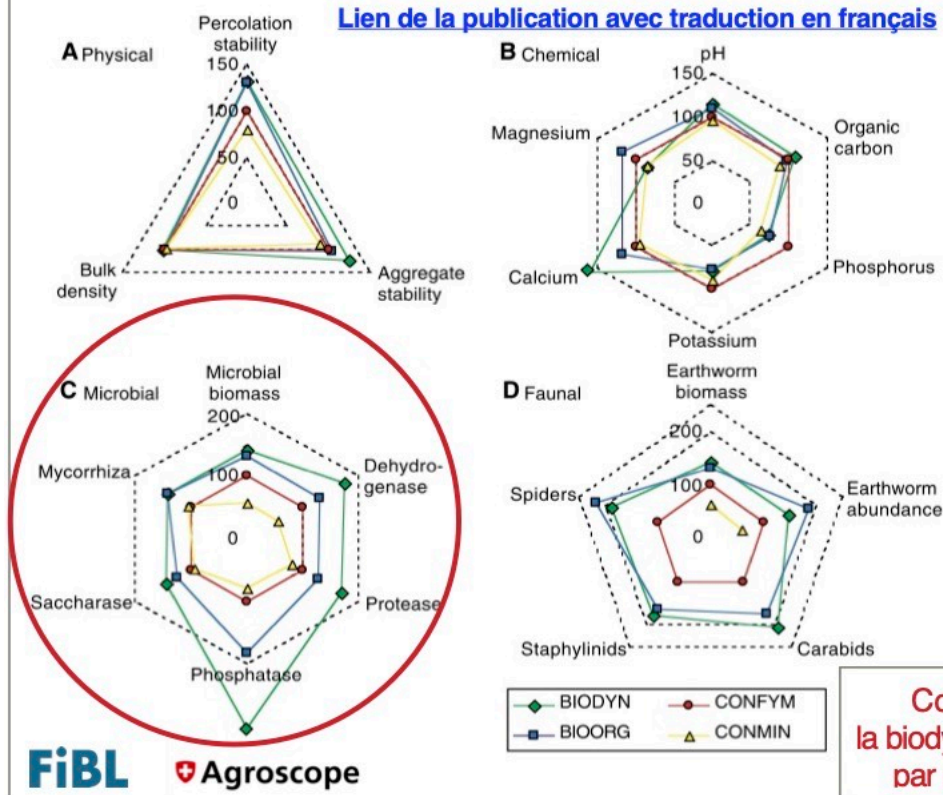 Lien de la publication avec traduction en français
A Physical
Percolation
stability
150
100
50
0
Bulk
density
Aggregate
stability
B Chemical
pH
150
100
50
0
Magnesium
Organic
carbon
Calcium
Phosphorus
Potassium
C Microbial
Microbial
biomass
200
100
0
Mycorrhiza
Dehydro-
genase
Saccharase
Protease
Phosphatase
D Faunal
Earthworm
biomass
200
100
0
Spiders
Earthworm
abundance
Staphylinids
Carabids
BIODYN
CONFYM
BIOORG
CONMIN
FiBL
Agroscope
Co
la biody
par